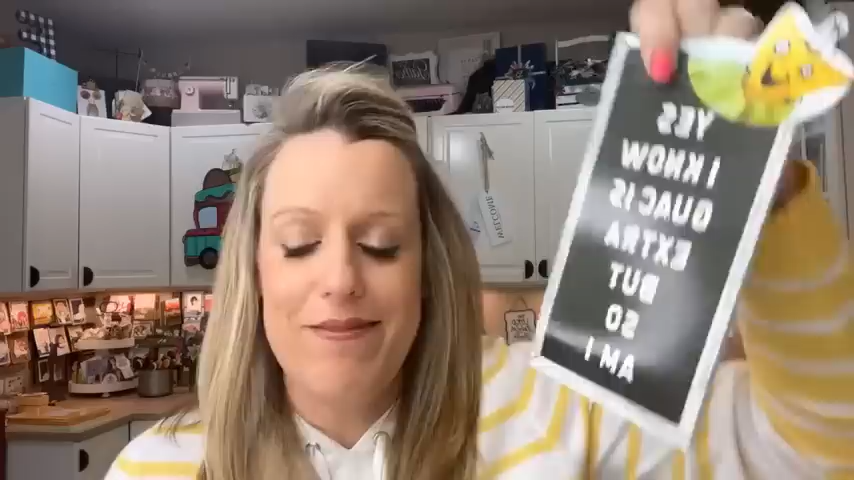 YES
I KNOW
GUAC IS
EXTRA
BUT
SO
AM I
WELCOME